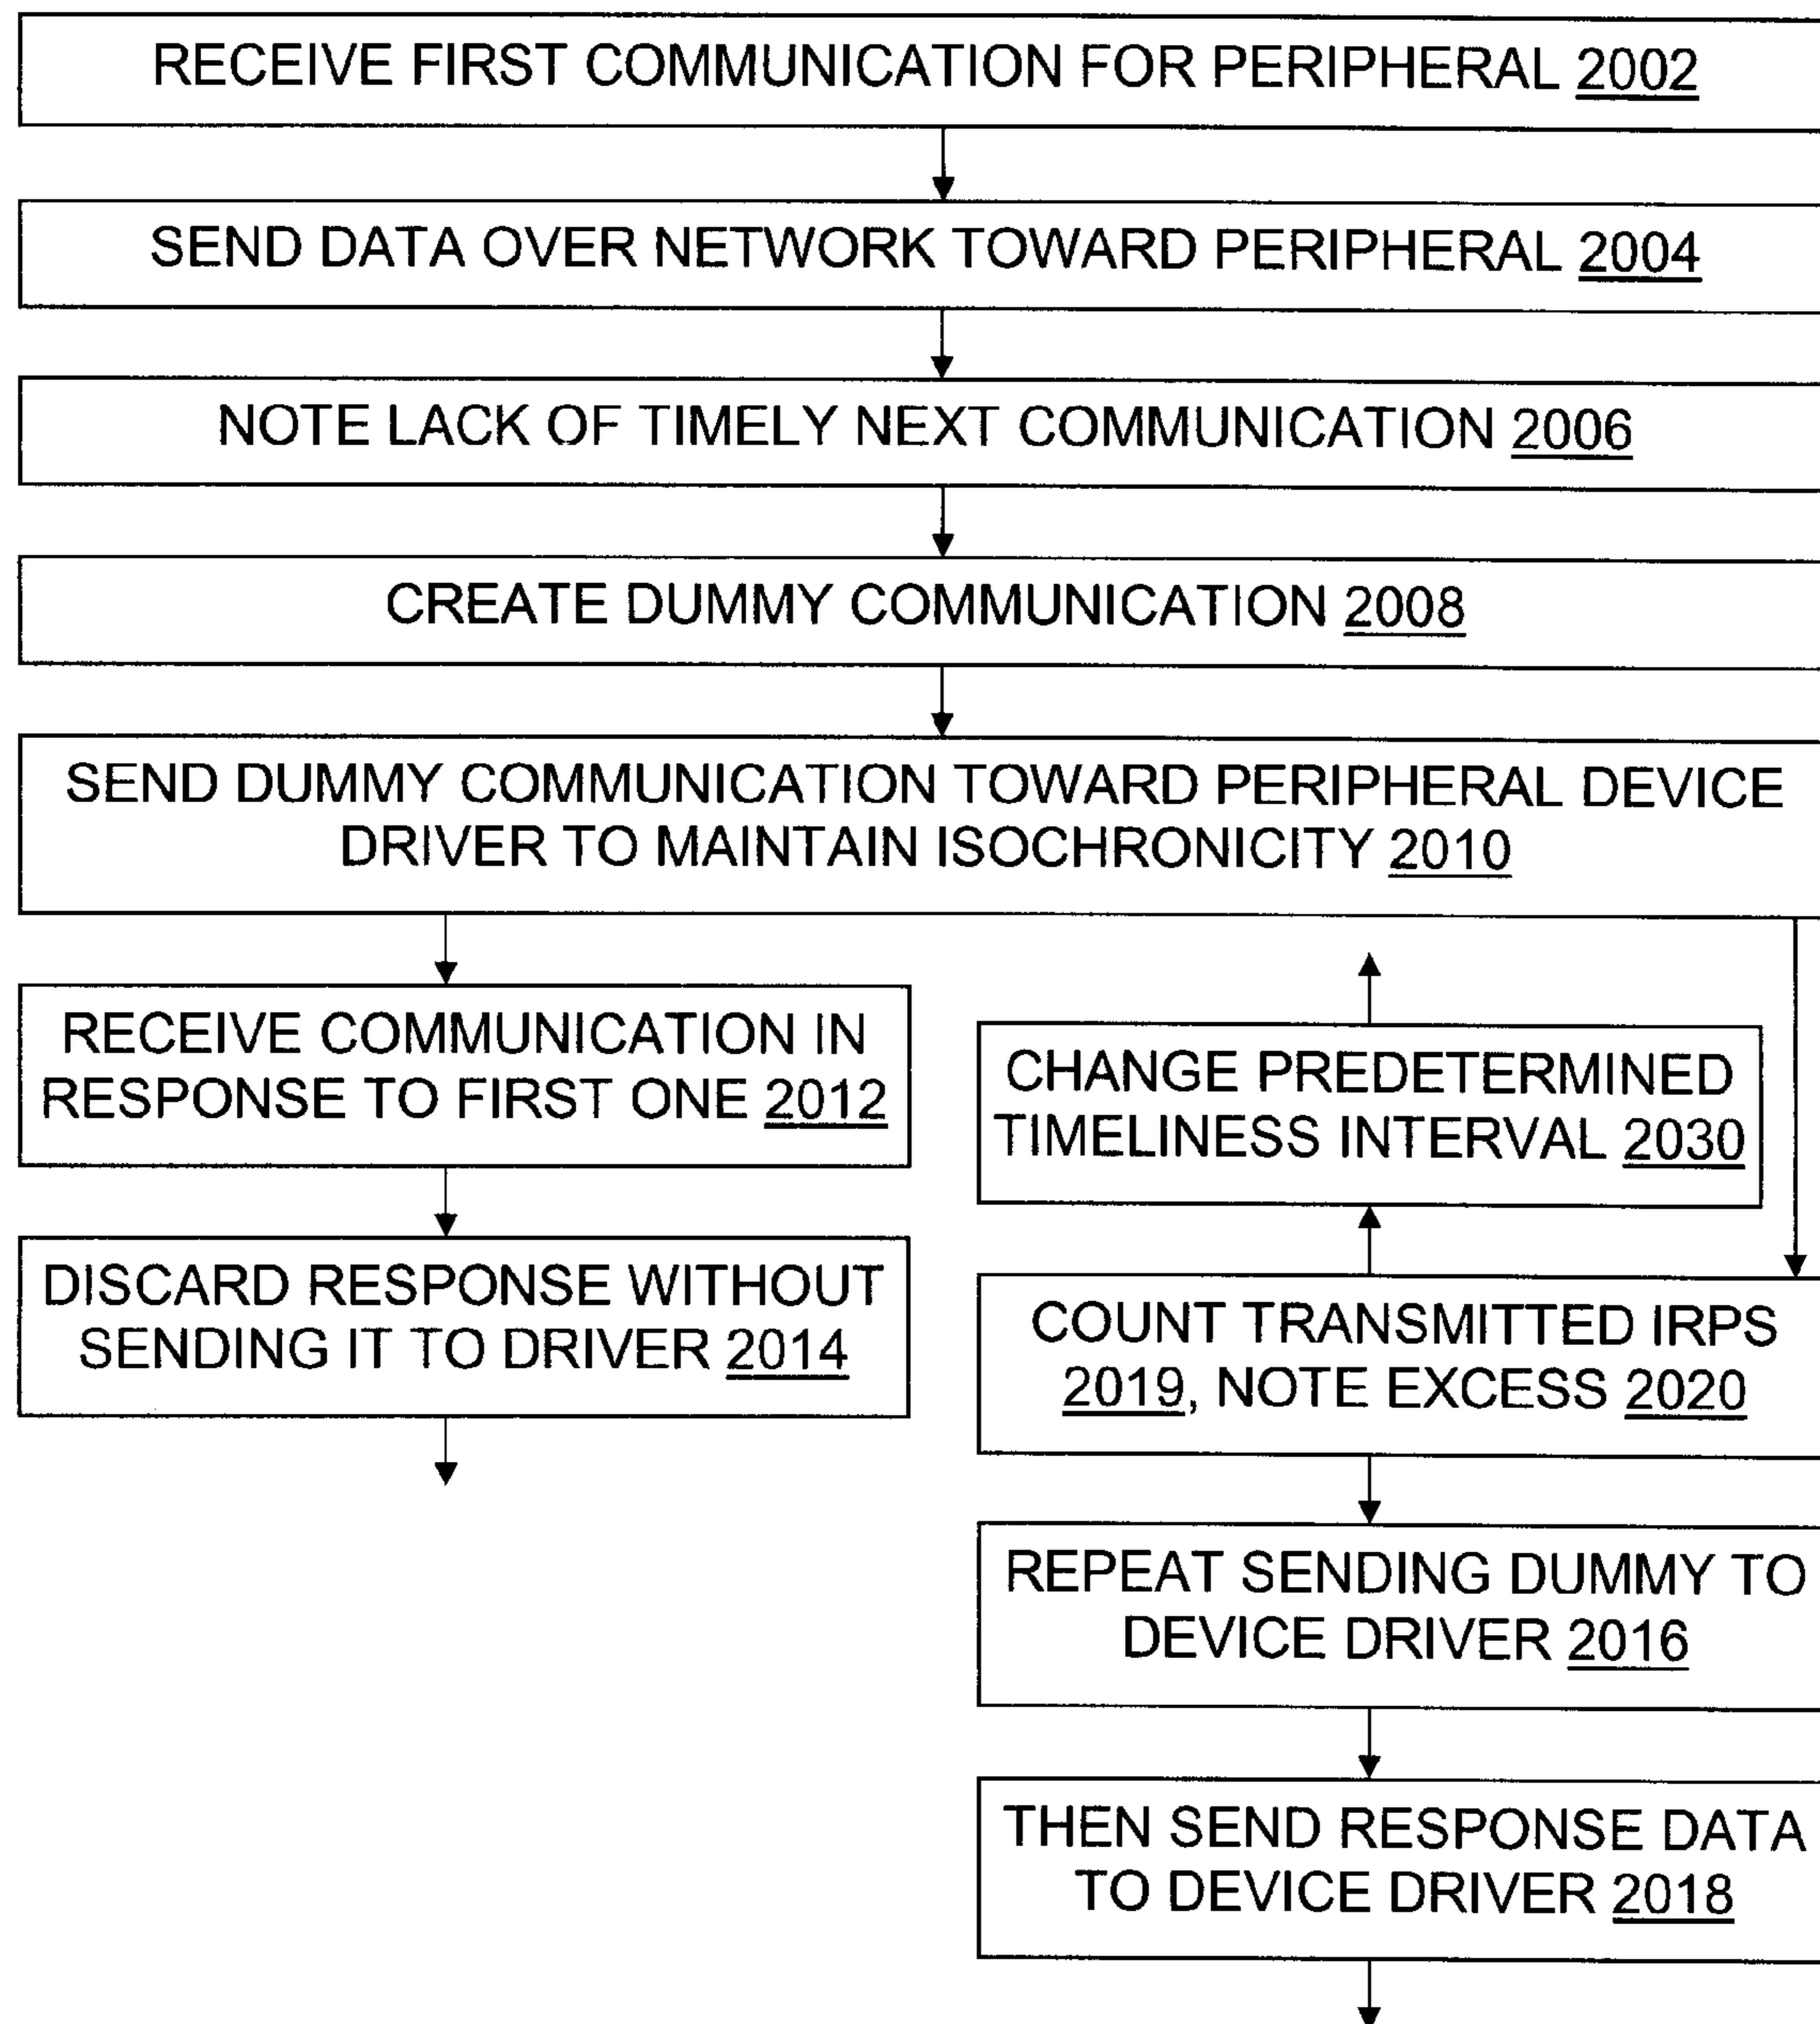 RECEIVE FIRST COMMUNICATION FOR PERIPHERAL 2002
SEND DATA OVER NETWORK TOWARD PERIPHERAL 2004
NOTE LACK OF TIMELY NEXT COMMUNICATION 2006
CREATE DUMMY COMMUNICATION 2008
SEND DUMMY COMMUNICATION TOWARD PERIPHERAL DEVICE
DRIVER TO MAINTAIN ISOCHRONICITY 2010
RECEIVE COMMUNICATION IN
RESPONSE TO FIRST ONE 2012
DISCARD RESPONSE WITHOUT
SENDING IT TO DRIVER 2014
CHANGE PREDETERMINED
TIMELINESS INTERVAL 2030
COUNT TRANSMITTED IRPS
2019, NOTE EXCESS 2020
REPEAT SENDING DUMMY TO
DEVICE DRIVER 2016
THEN SEND RESPONSE DATA
TO DEVICE DRIVER 2018